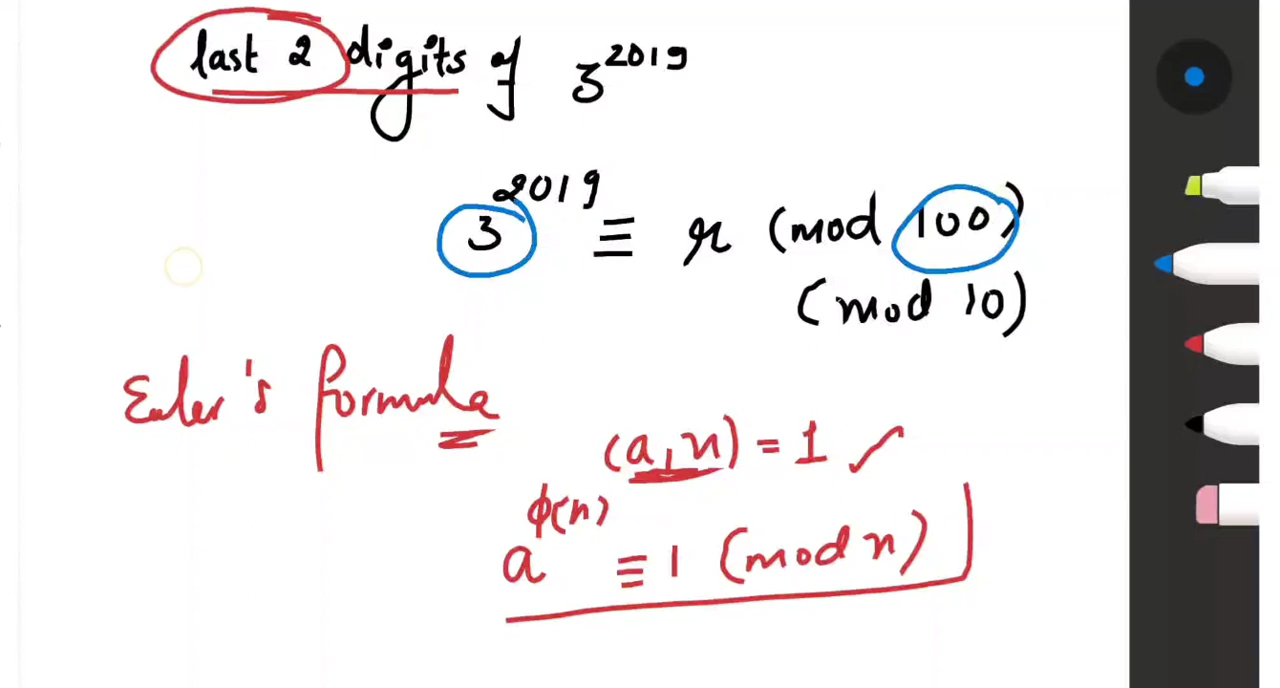 last 2 digits of 3^2019
3^2019 ≡ r (mod 100)
(mod 10)
Euler's formula
(a, n) = 1 ✓
a^ϕ(n) ≡ 1 (mod n)